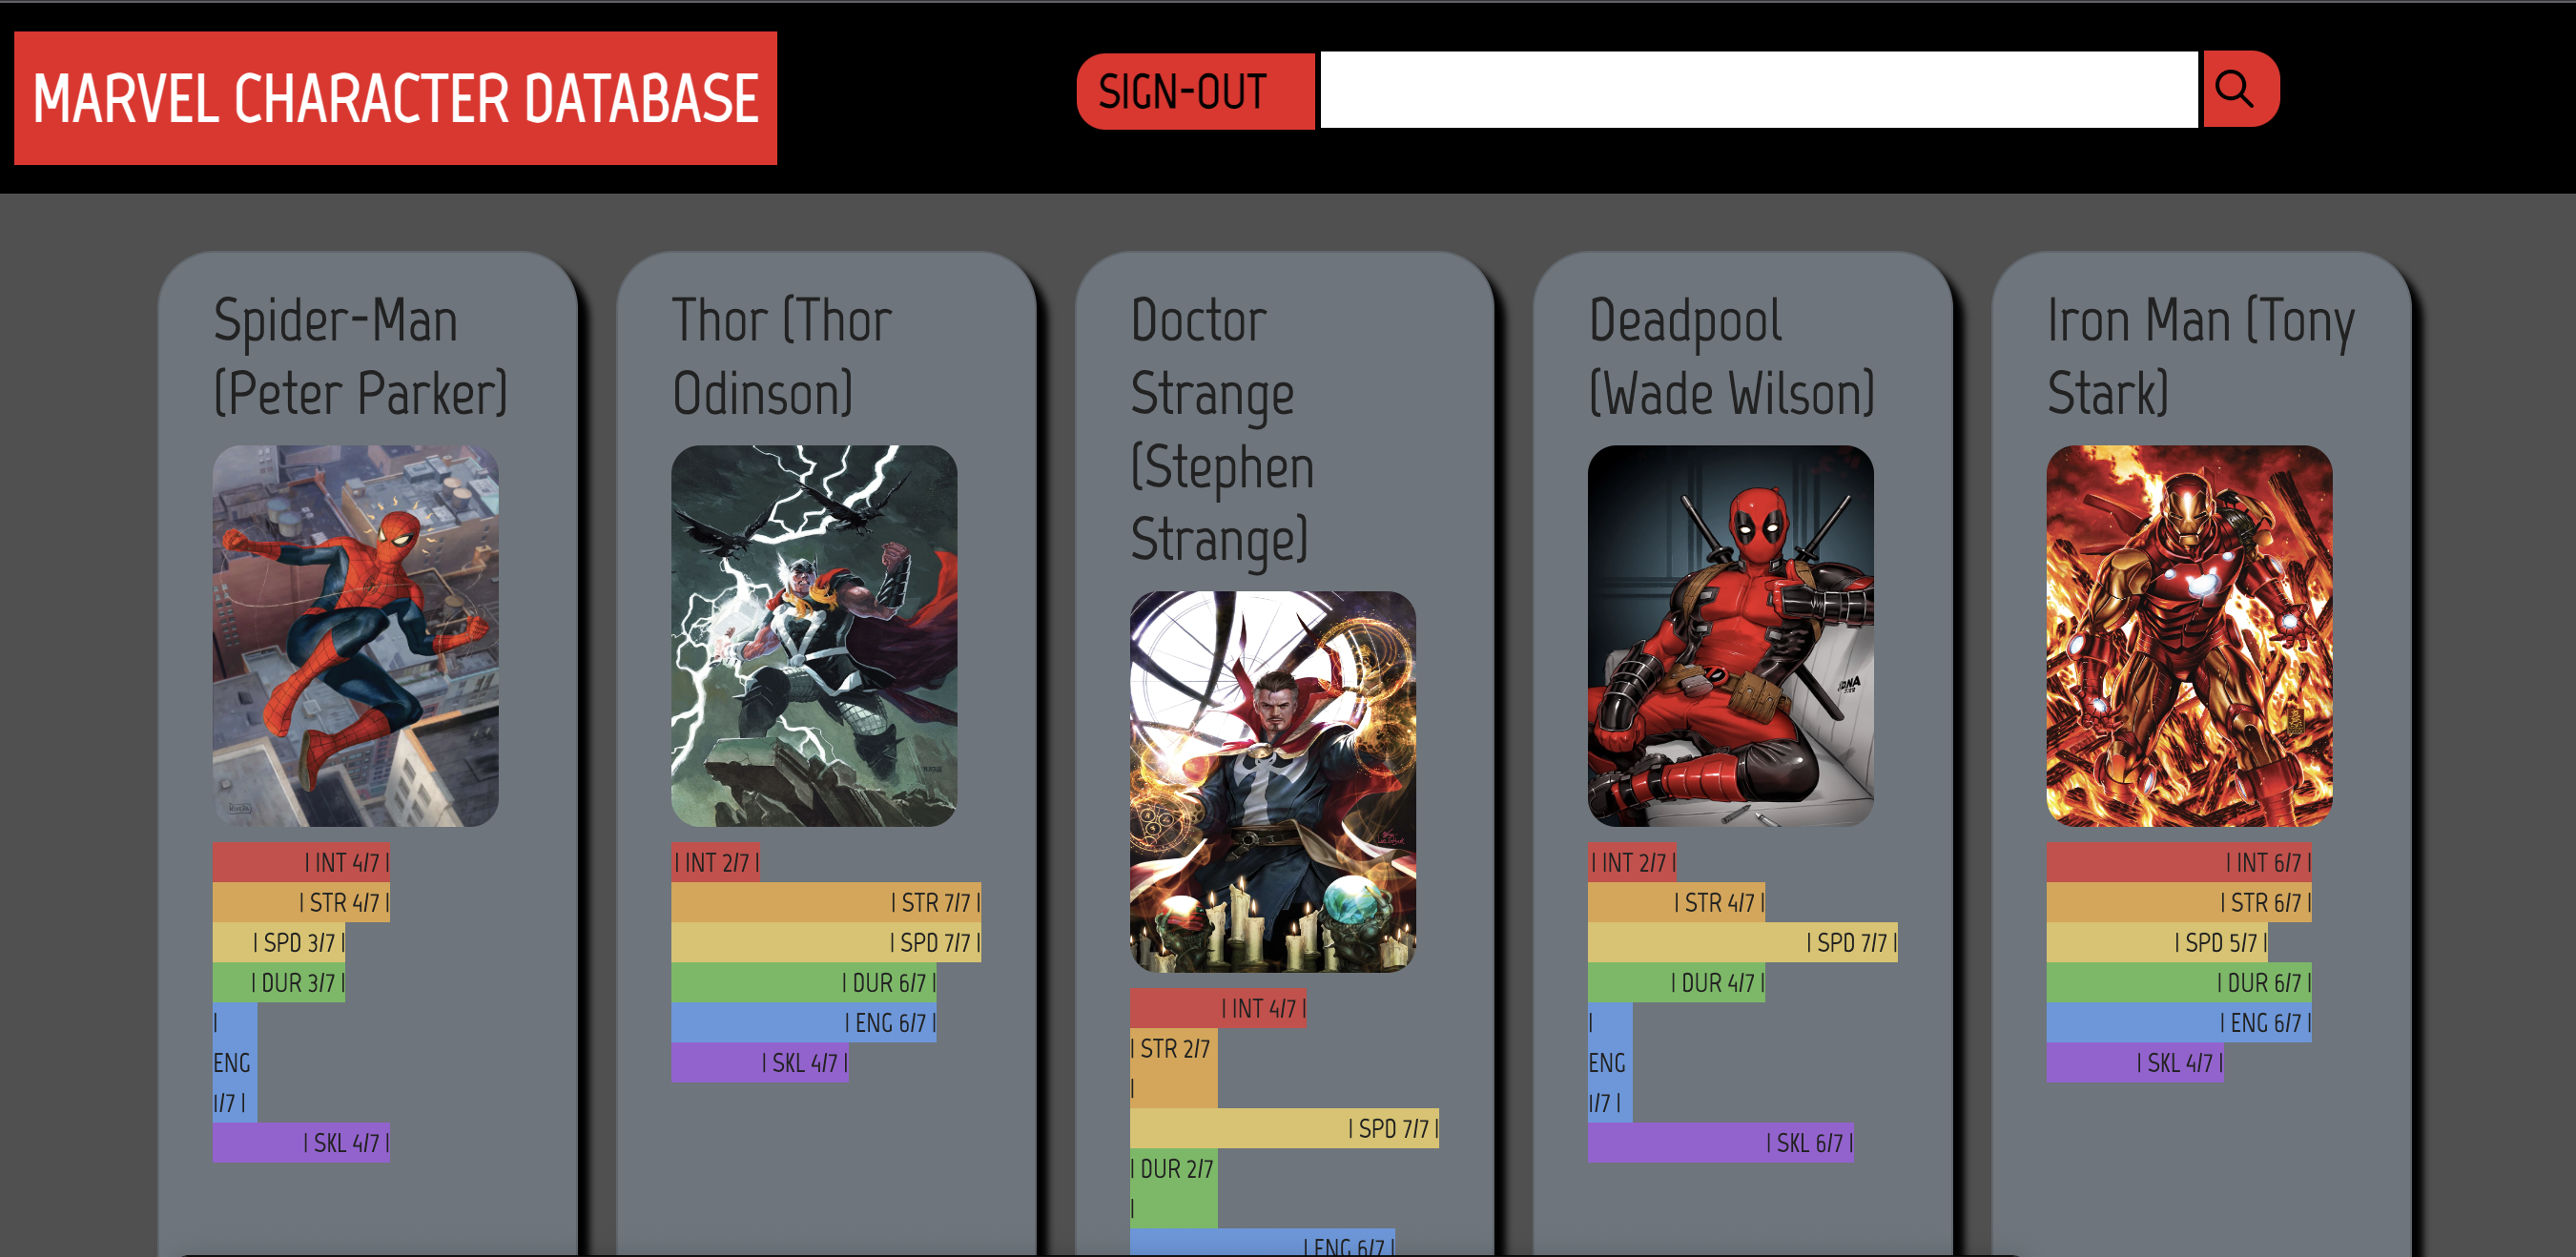 MARVEL CHARACTER DATABASE
SIGN-OUT
Spider-Man
(Peter Parker)
| INT 4/7 |
| STR 4/7 |
| SPD 3/7 |
| DUR 3/7 |
|
ENG
1/7 |
| SKL 4/7 |
Thor (Thor
Odinson)
| INT 2/7 |
| STR 7/7 |
| SPD 7/7 |
| DUR 6/7 |
| ENG 6/7 |
| SKL 4/7 |
Doctor
Strange
(Stephen
Strange)
| INT 4/7 |
| STR 2/7
|
| SPD 7/7 |
| DUR 2/7
|
| ENG 6/7 |
Deadpool
(Wade Wilson)
| INT 2/7 |
| STR 4/7 |
| SPD 7/7 |
| DUR 4/7 |
|
ENG
1/7 |
| SKL 6/7 |
Iron Man (Tony
Stark)
| INT 6/7 |
| STR 6/7 |
| SPD 5/7 |
| DUR 6/7 |
| ENG 6/7 |
| SKL 4/7 |